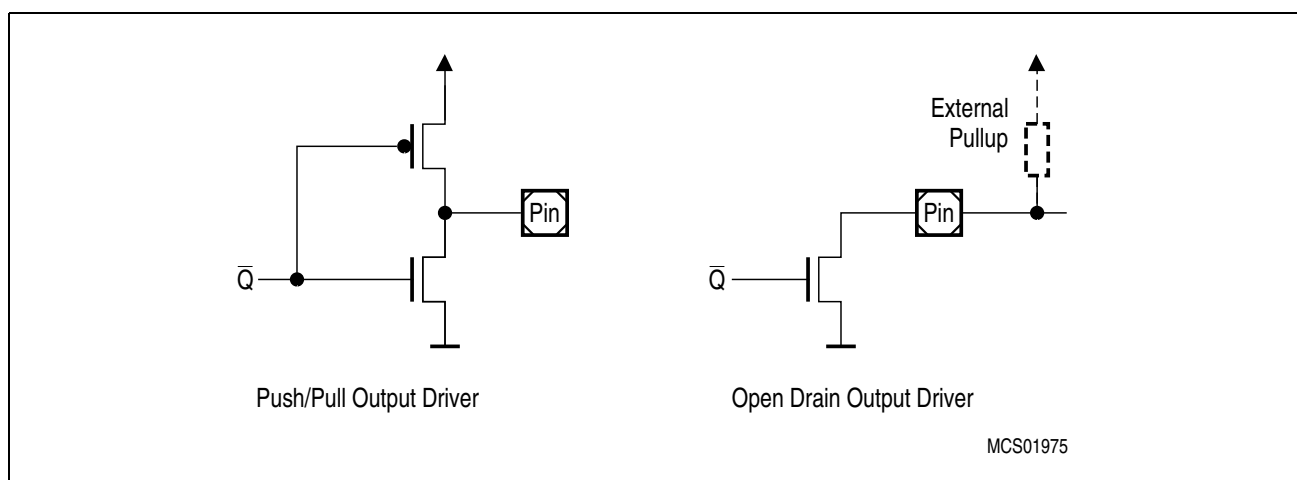 External
Pullup
Pin
Pin
Q̅
Q̅
Push/Pull Output Driver
Open Drain Output Driver
MCS01975